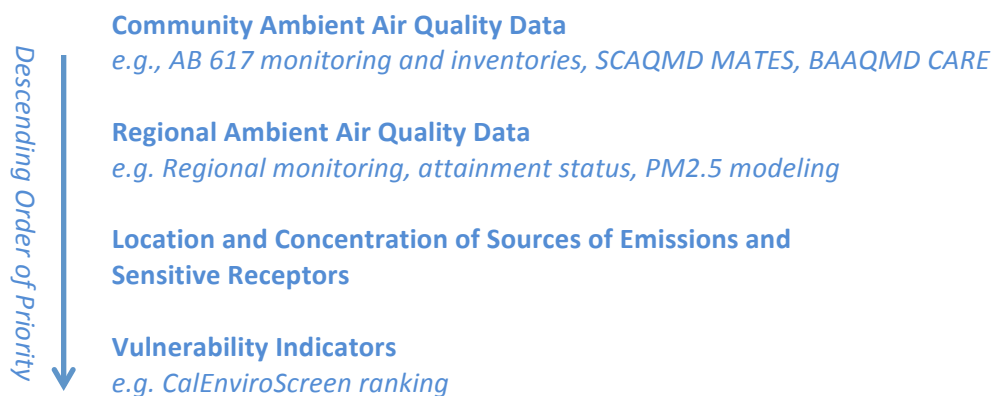 Descending Order of Priority
Community Ambient Air Quality Data
e.g., AB 617 monitoring and inventories, SCAQMD MATES, BAAQMD CARE
Regional Ambient Air Quality Data
e.g. Regional monitoring, attainment status, PM2.5 modeling
Location and Concentration of Sources of Emissions and
Sensitive Receptors
Vulnerability Indicators
e.g. CalEnviroScreen ranking